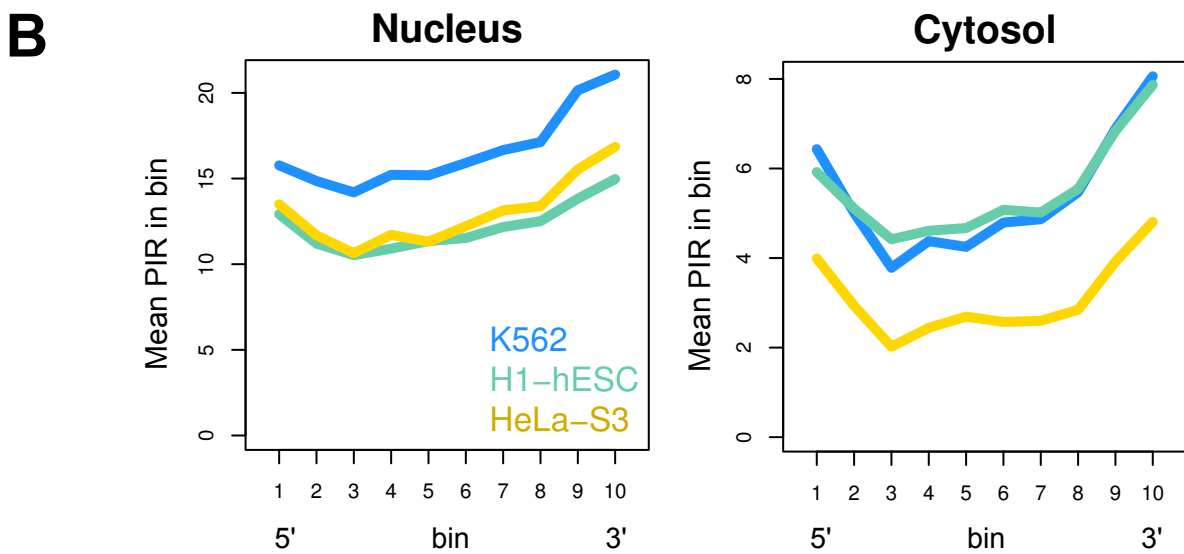 B
Nucleus
Mean PIR in bin
20
15
10
5
0
K562
H1−hESC
HeLa−S3
1 2 3 4 5 6 7 8 9 10
5' bin 3'
Cytosol
Mean PIR in bin
8
6
4
2
0
1 2 3 4 5 6 7 8 9 10
5' bin 3'